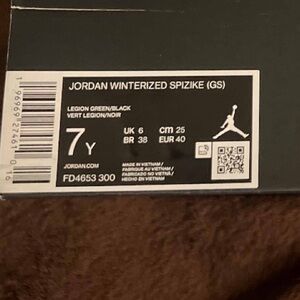 JORDAN WINTERIZED SPIZIKE (GS)
LEGION GREEN/BLACK
VERT LEGION/NOIR
7 Y
UK 6 cm 25
BR 38 EUR 40
JORDAN.COM
FD4653 300
MADE IN VIETNAM /
FABRIQUÉ AU VIETNAM /
FABRICADO NO VIETNÃ /
HECHO EN VIETNAM